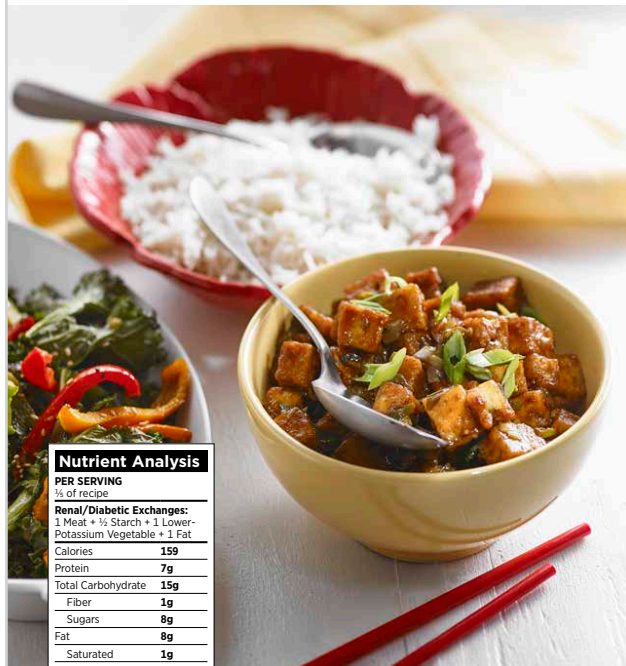 Nutrient Analysis
PER SERVING
⅕ of recipe
Renal/Diabetic Exchanges:
1 Meat + ½ Starch + 1 Lower-
Potassium Vegetable + 1 Fat
Calories 159
Protein 7g
Total Carbohydrate 15g
Fiber 1g
Sugars 8g
Fat 8g
Saturated 1g